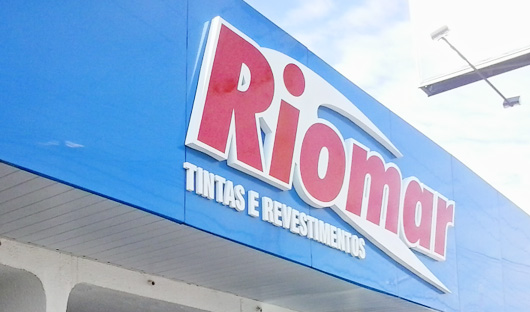 Riomar
TINTAS E REVESTIMENTOS